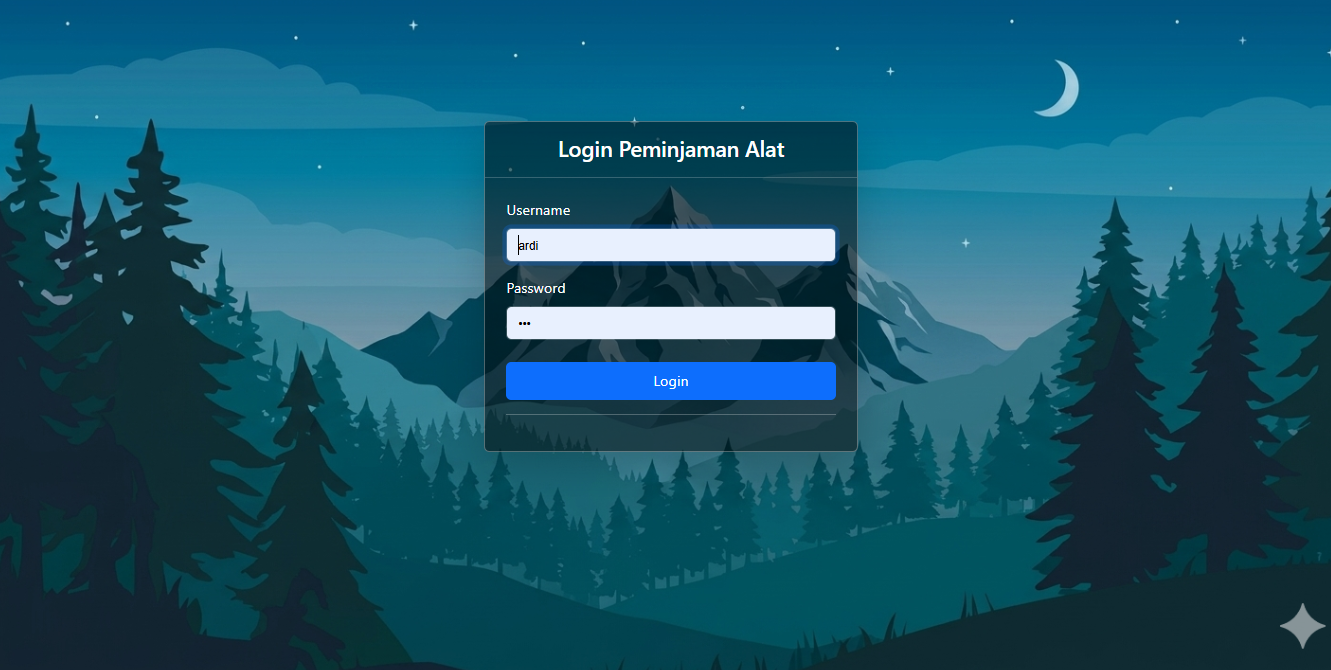 Login Peminjaman Alat
Username
ardi
Password
•••
Login